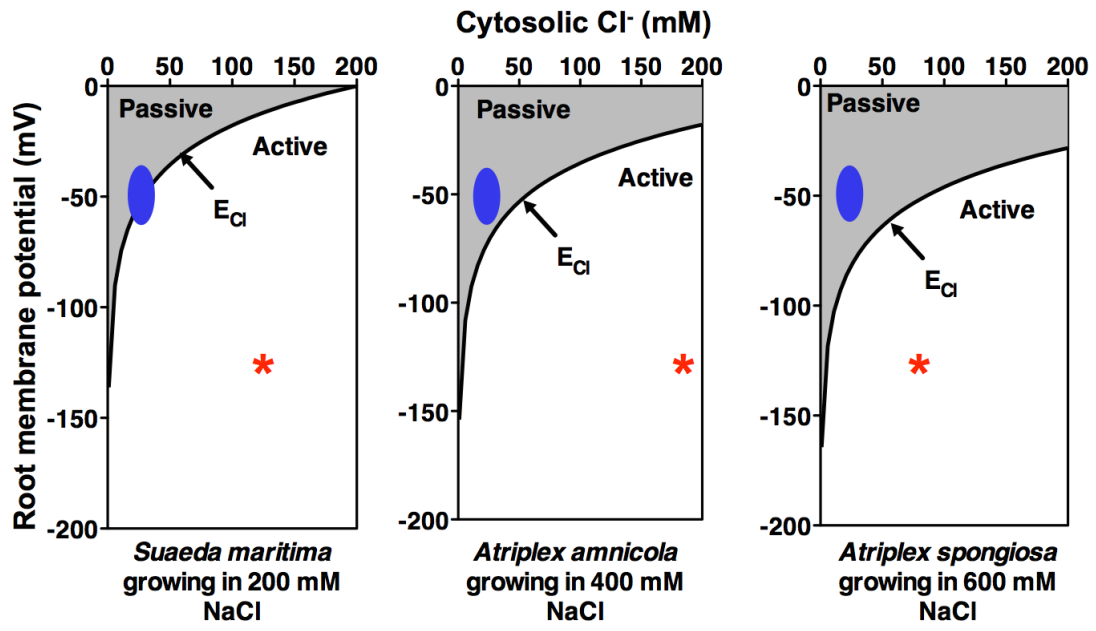 Cytosolic Cl- (mM)
0 50 100 150 200
0 50 100 150 200
0 50 100 150 200
Root membrane potential (mV)
0
-50
-100
-150
-200
Passive
Active
ECl
*
0
-50
-100
-150
-200
Passive
Active
ECl
*
0
-50
-100
-150
-200
Passive
Active
ECl
*
Suaeda maritima
growing in 200 mM
NaCl
Atriplex amnicola
growing in 400 mM
NaCl
Atriplex spongiosa
growing in 600 mM
NaCl